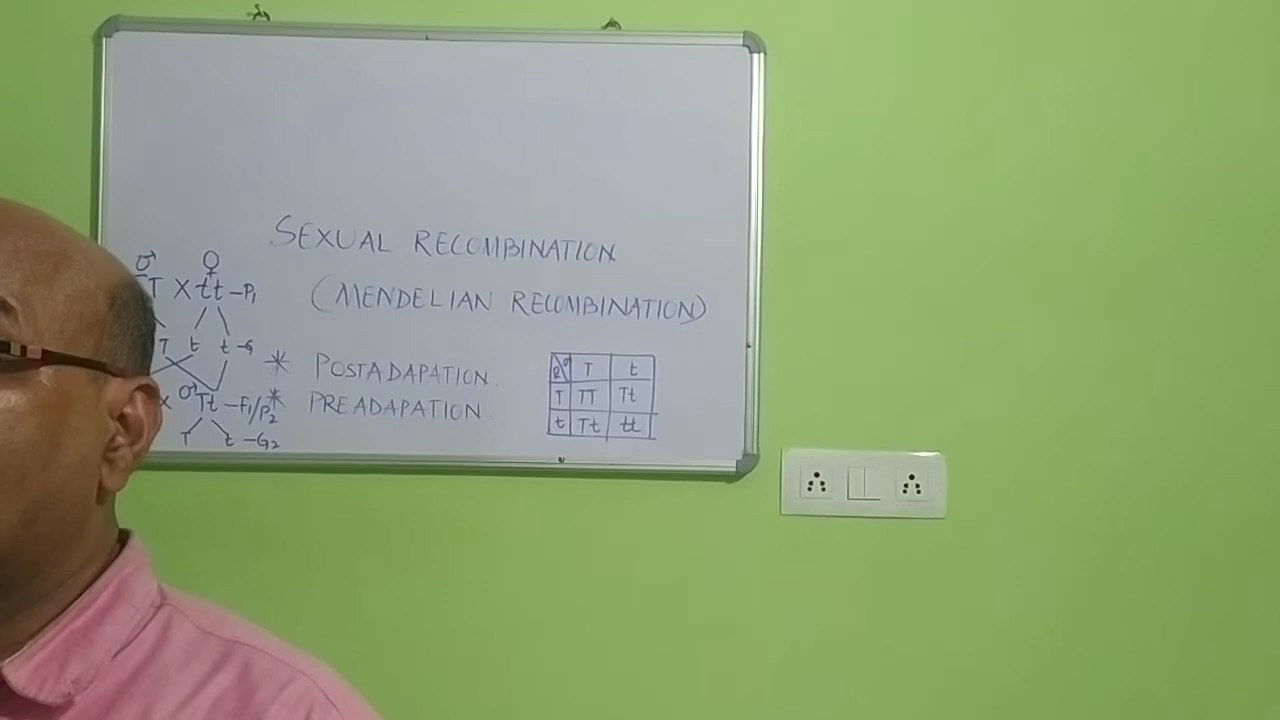 SEXUAL RECOMBINATION
(MENDELIAN RECOMBINATION)
♂ ♀
T X tt – P1
T t t – G
* POSTADAPATION.
X ♂ Tt – F1/P2
* PREADAPATION.
T t – G2
♀ ♂ T t
T TT Tt
t Tt tt